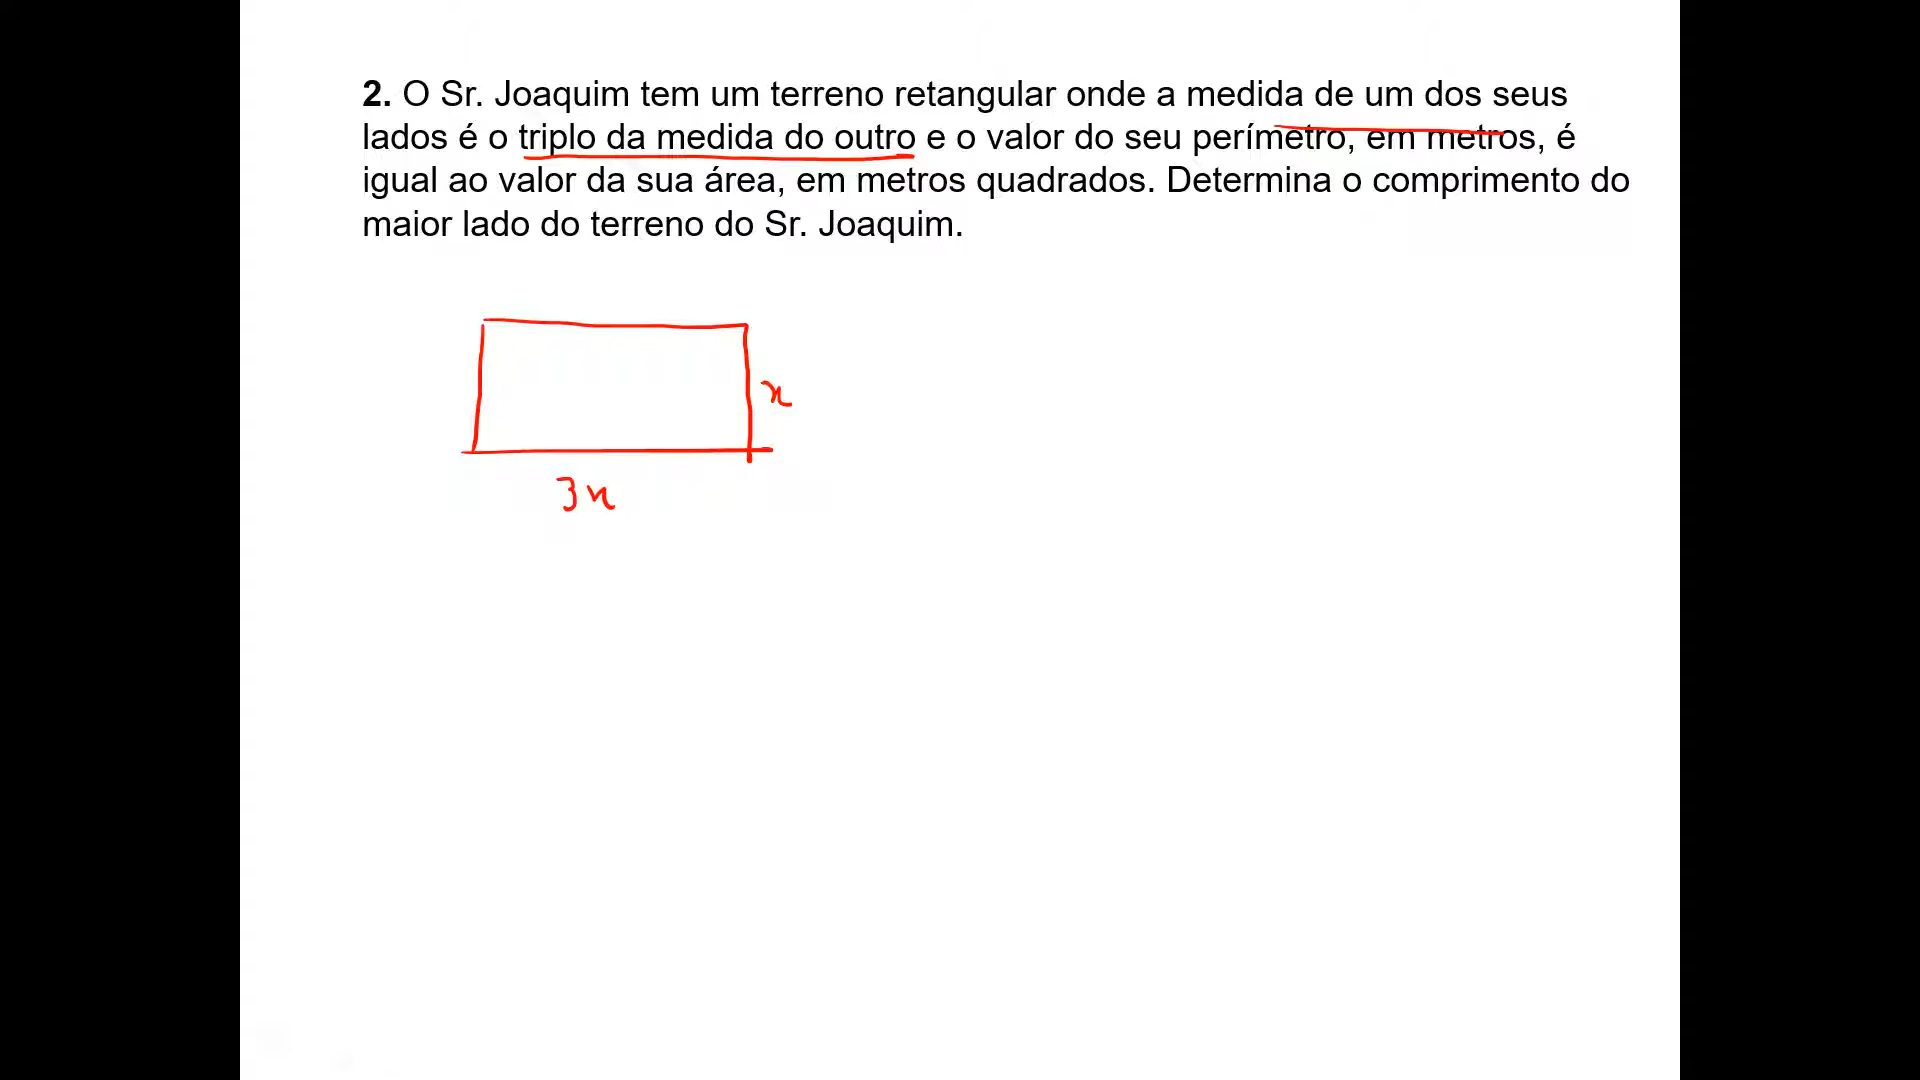 2. O Sr. Joaquim tem um terreno retangular onde a medida de um dos seus
lados é o triplo da medida do outro e o valor do seu perímetro, em metros, é
igual ao valor da sua área, em metros quadrados. Determina o comprimento do
maior lado do terreno do Sr. Joaquim.
x
3x